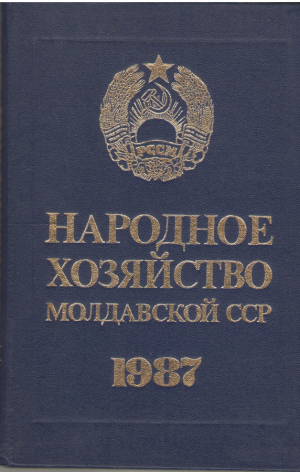 РССМ
НАРОДНОЕ
ХОЗЯЙСТВО
МОЛДАВСКОЙ ССР
1987